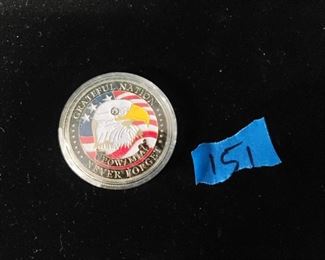 GRATEFUL NATION
POW/MIA
NEVER FORGET
151